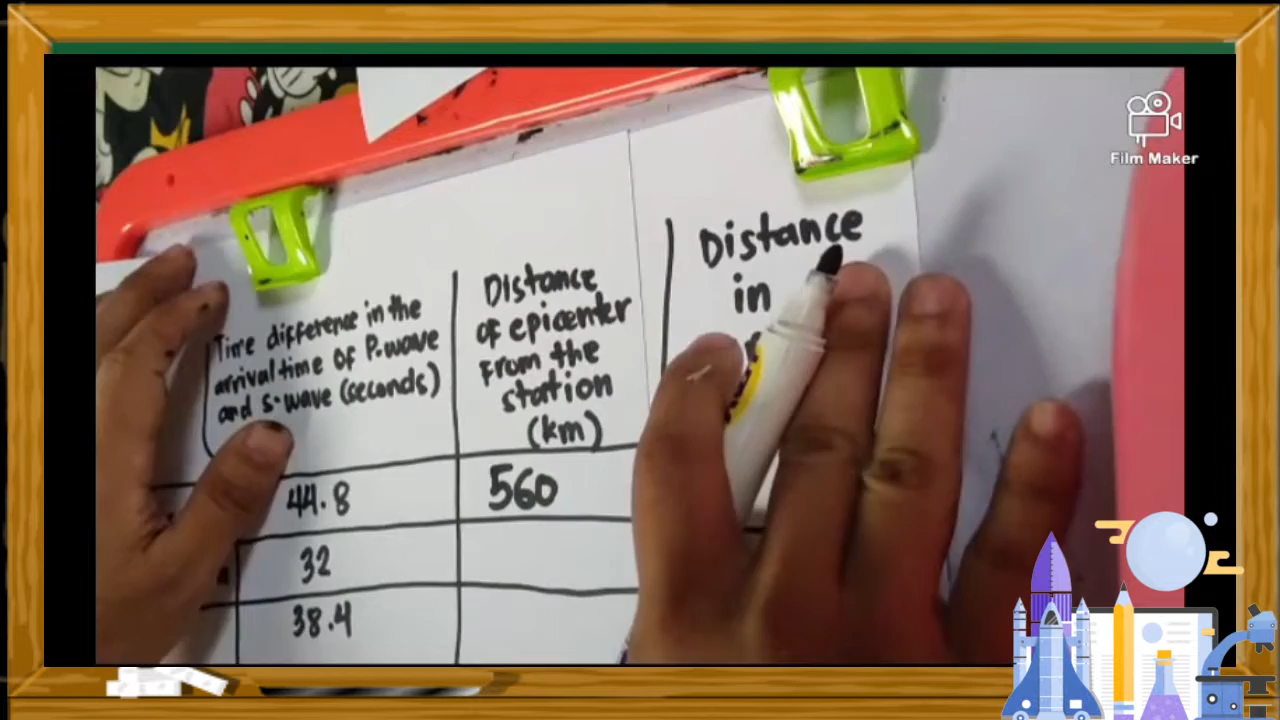 Film Maker
Time difference in the
arrival time of P-wave
and S-wave (seconds)
Distance
of epicenter
From the
station
(km)
Distance
in
44.8
560
32
38.4